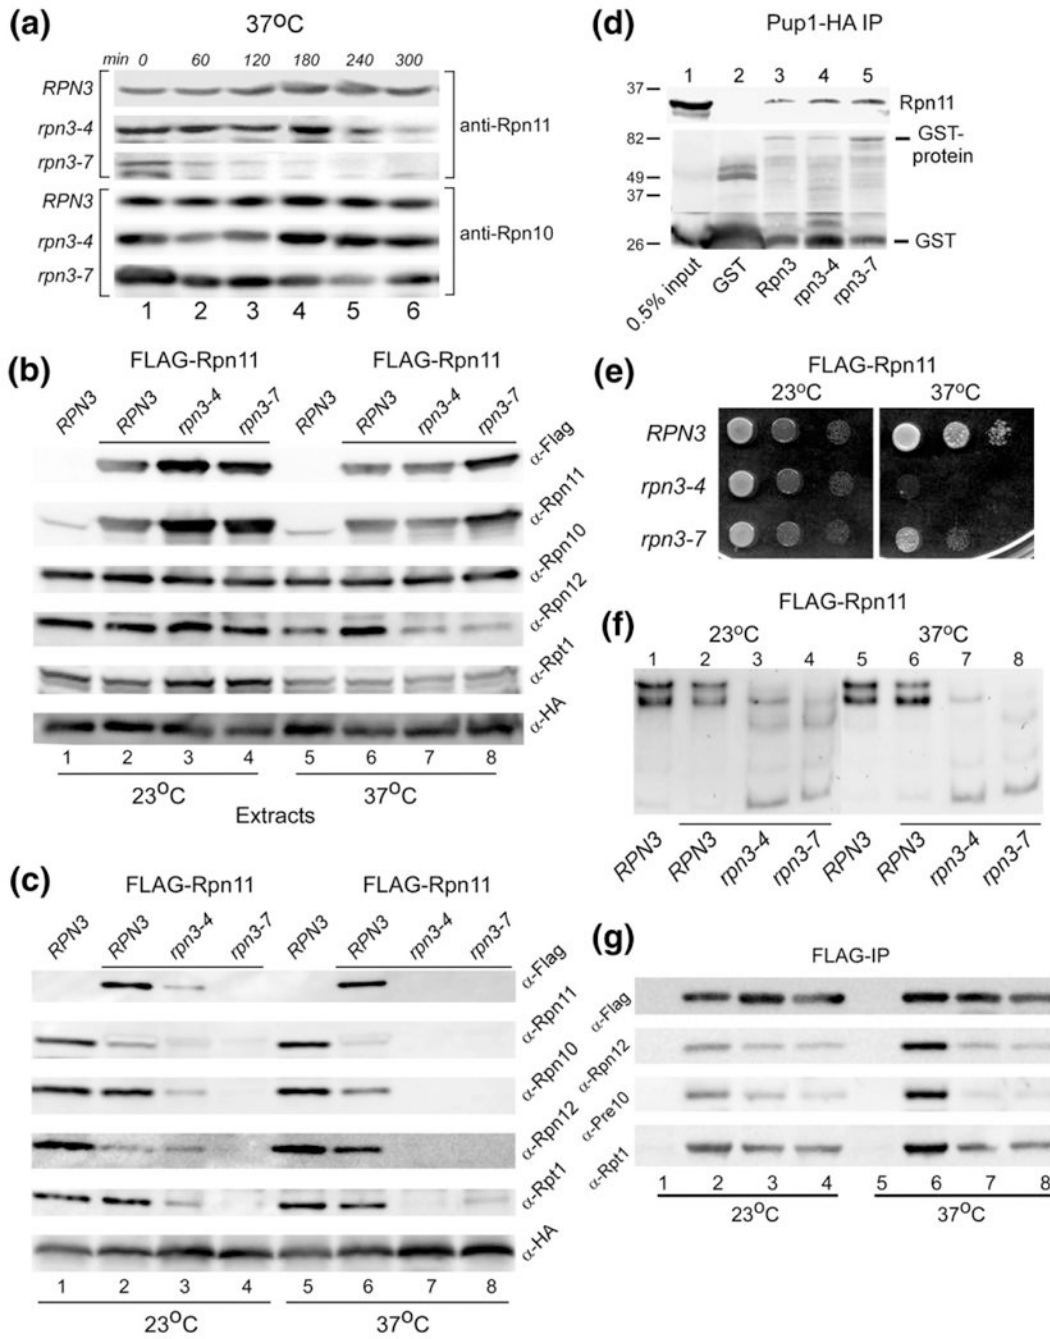 (a)
37°C
min 0 60 120 180 240 300
RPN3
rpn3-4
rpn3-7
anti-Rpn11
RPN3
rpn3-4
rpn3-7
anti-Rpn10
1 2 3 4 5 6
(b)
FLAG-Rpn11 FLAG-Rpn11
RPN3 RPN3 rpn3-4 rpn3-7 RPN3 RPN3 rpn3-4 rpn3-7
α-Flag
α-Rpn11
α-Rpn10
α-Rpn12
α-Rpt1
α-HA
1 2 3 4 5 6 7 8
23°C 37°C
Extracts
(c)
FLAG-Rpn11 FLAG-Rpn11
RPN3 RPN3 rpn3-4 rpn3-7 RPN3 RPN3 rpn3-4 rpn3-7
α-Flag
α-Rpn11
α-Rpn10
α-Rpn12
α-Rpt1
α-HA
1 2 3 4 5 6 7 8
23°C 37°C
(d)
Pup1-HA IP
1 2 3 4 5
37
Rpn11
82
GST-
protein
49
37
26
GST
0.5% input GST Rpn3 rpn3-4 rpn3-7
(e)
FLAG-Rpn11
23°C 37°C
RPN3
rpn3-4
rpn3-7
(f)
FLAG-Rpn11
23°C 37°C
1 2 3 4 5 6 7 8
RPN3 RPN3 rpn3-4 rpn3-7 RPN3 RPN3 rpn3-4 rpn3-7
(g)
FLAG-IP
α-Flag
α-Rpn12
α-Pre10
α-Rpt1
1 2 3 4 5 6 7 8
23°C 37°C